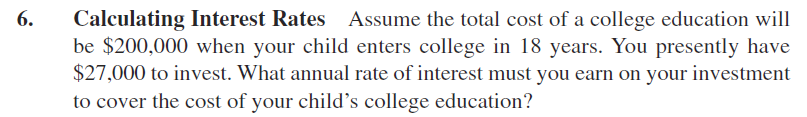 6. Calculating Interest Rates Assume the total cost of a college education will
be $200,000 when your child enters college in 18 years. You presently have
$27,000 to invest. What annual rate of interest must you earn on your investment
to cover the cost of your child’s college education?